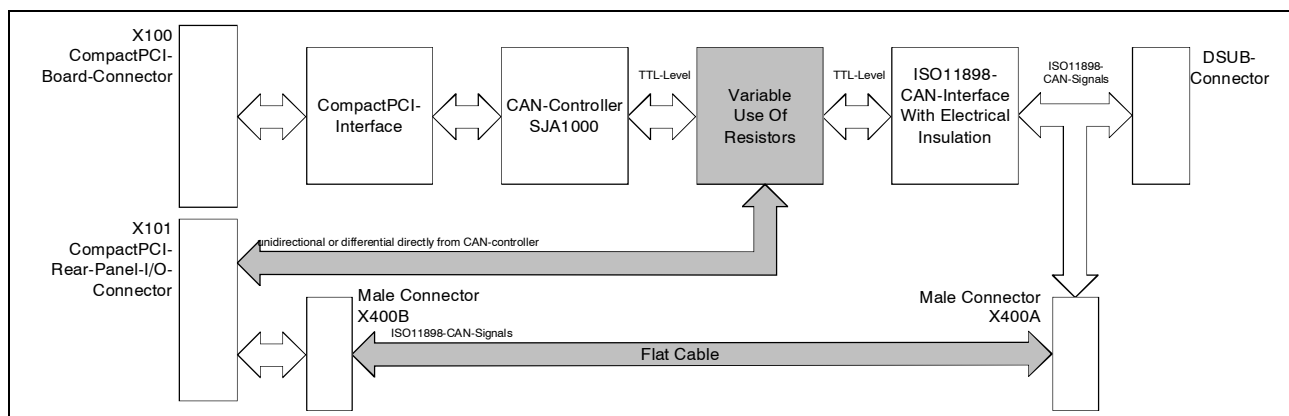 X100
CompactPCI-
Board-Connector
CompactPCI-
Interface
CAN-Controller
SJA1000
TTL-Level
Variable
Use Of
Resistors
TTL-Level
ISO11898-
CAN-Interface
With Electrical
Insulation
ISO11898-
CAN-Signals
DSUB-
Connector
X101
CompactPCI-
Rear-Panel-I/O-
Connector
unidirectional or differential directly from CAN-controller
Male Connector
X400B
ISO11898-CAN-Signals
Flat Cable
Male Connector
X400A